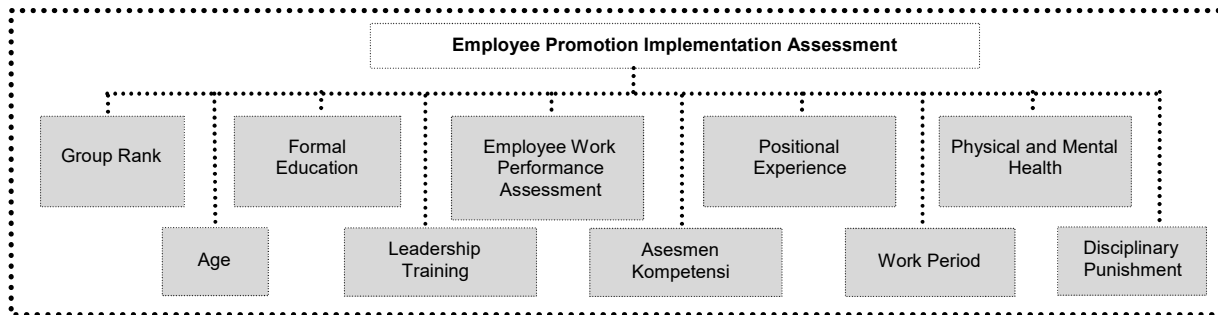 Employee Promotion Implementation Assessment
Group Rank
Formal
Education
Employee Work
Performance
Assessment
Positional
Experience
Physical and Mental
Health
Age
Leadership
Training
Asesmen
Kompetensi
Work Period
Disciplinary
Punishment